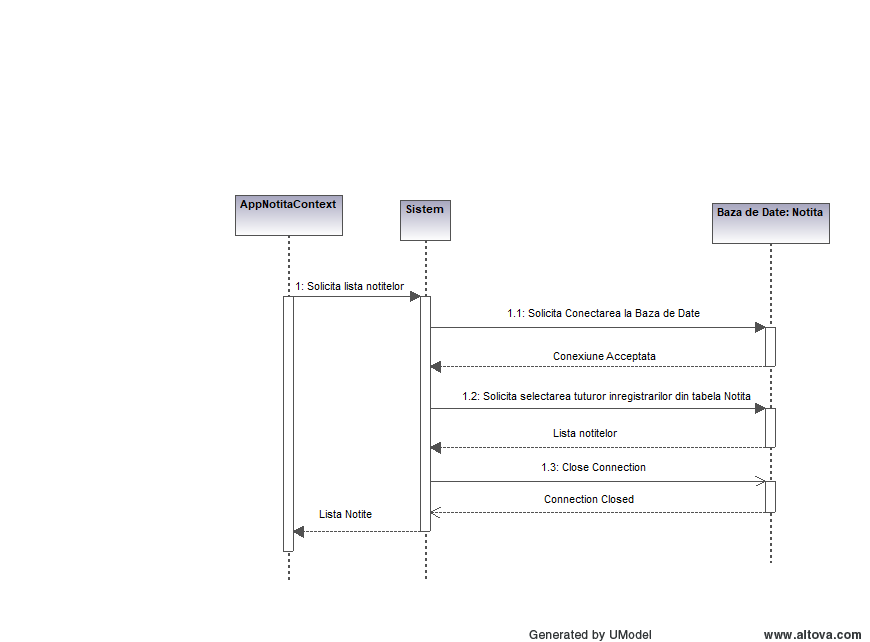 AppNotitaContext
Sistem
Baza de Date: Notita
1: Solicita lista notitelor
1.1: Solicita Conectarea la Baza de Date
Conexiune Acceptata
1.2: Solicita selectarea tuturor inregistrarilor din tabela Notita
Lista notitelor
1.3: Close Connection
Connection Closed
Lista Notite
Generated by UModel
www.altova.com